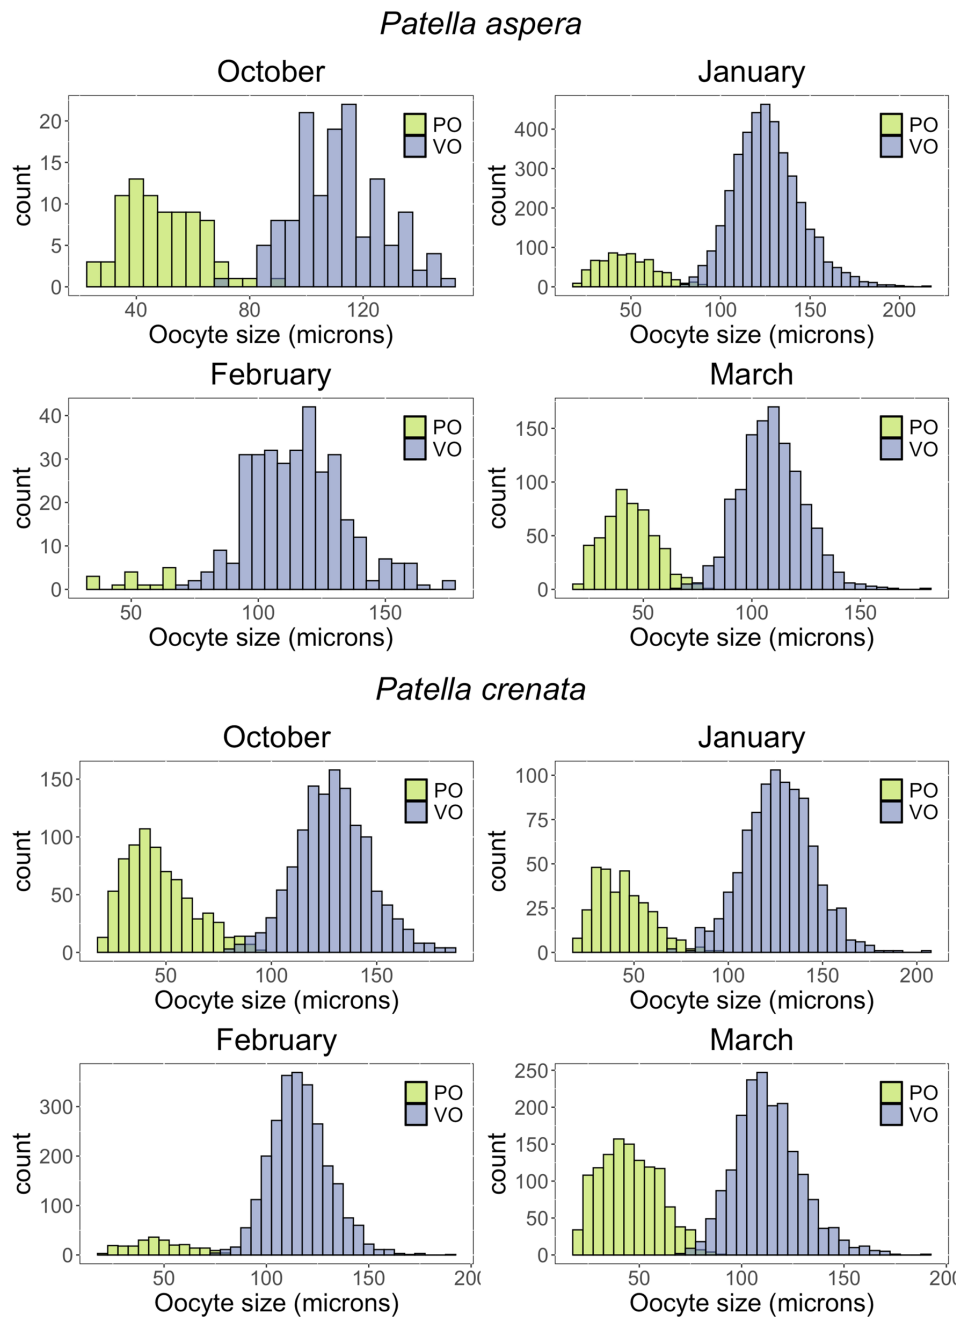 Patella aspera
October
January
20
15
10
5
0
count
PO
VO
40
80
120
Oocyte size (microns)
400
300
200
100
0
count
PO
VO
50
100
150
200
Oocyte size (microns)
February
March
40
30
20
10
0
count
PO
VO
50
100
150
Oocyte size (microns)
150
100
50
0
count
PO
VO
50
100
150
Oocyte size (microns)
Patella crenata
October
January
150
100
50
0
count
PO
VO
50
100
150
Oocyte size (microns)
100
75
50
25
0
count
PO
VO
50
100
150
200
Oocyte size (microns)
February
March
300
200
100
0
count
PO
VO
50
100
150
200
Oocyte size (microns)
250
200
150
100
50
0
count
PO
VO
50
100
150
200
Oocyte size (microns)